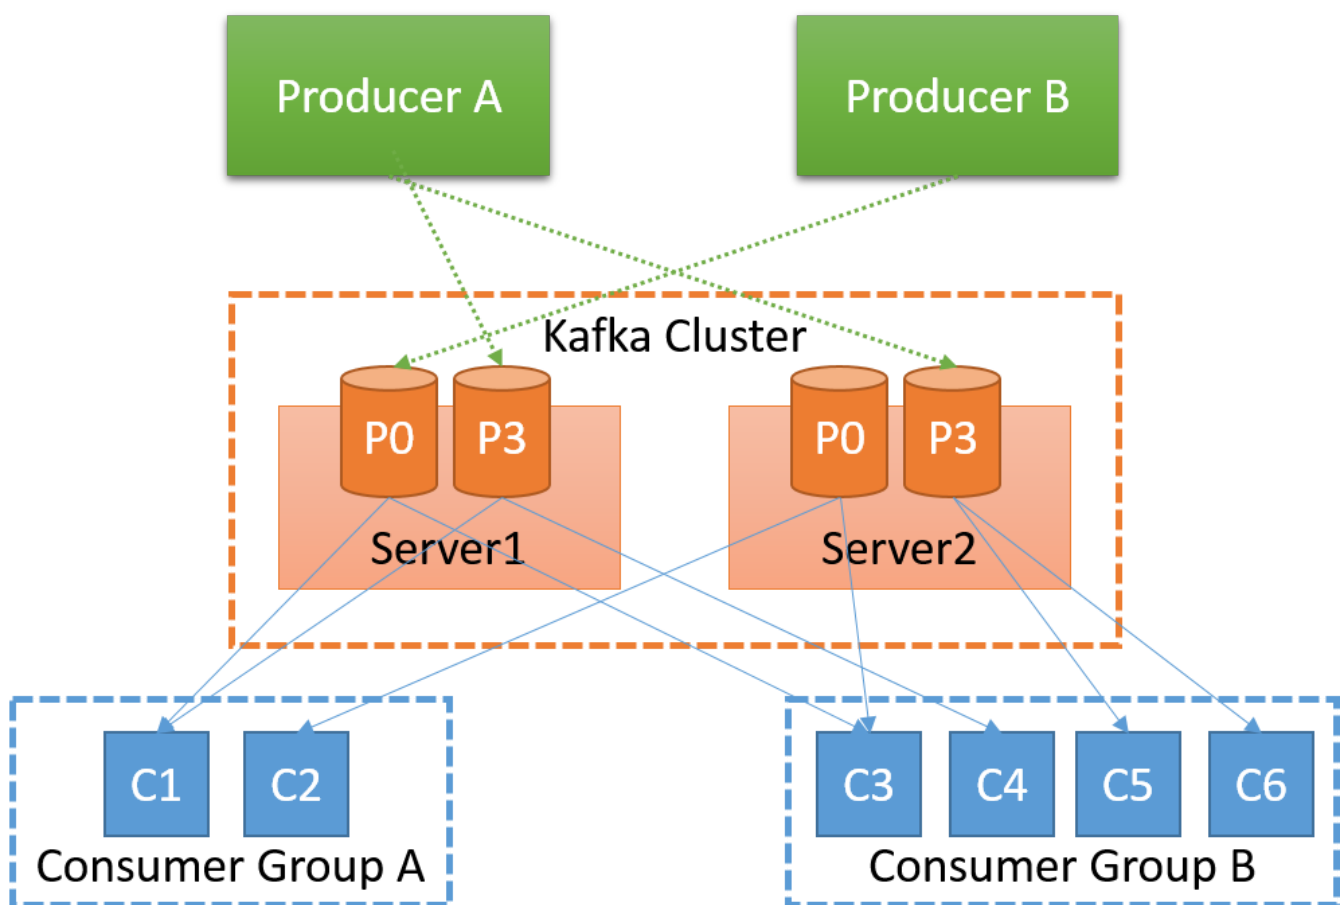 Producer A
Producer B
Kafka Cluster
P0 P3
P0 P3
Server1
Server2
C1 C2
C3 C4 C5 C6
Consumer Group A
Consumer Group B